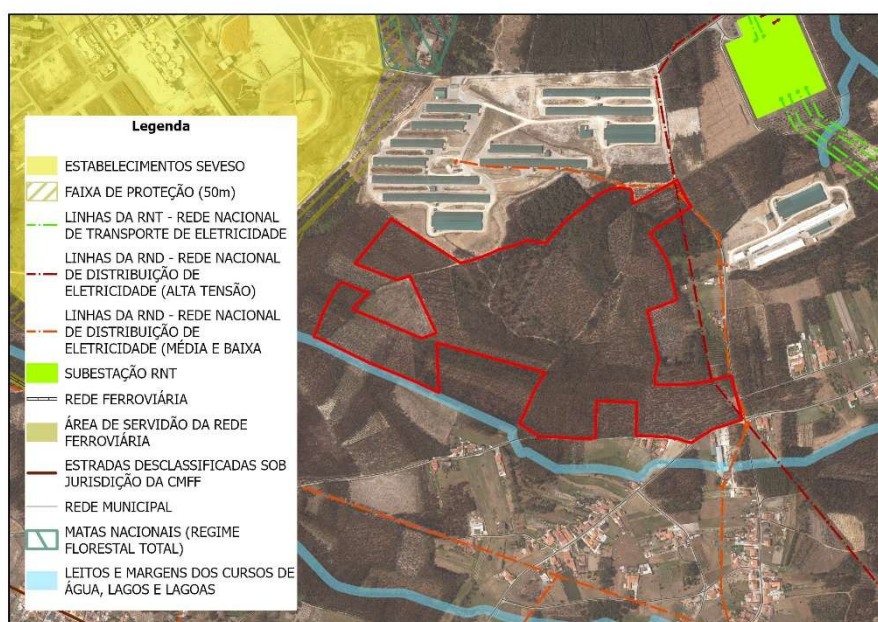 Legenda
ESTABELECIMENTOS SEVESO
FAIXA DE PROTEÇÃO (50m)
LINHAS DA RNT - REDE NACIONAL
DE TRANSPORTE DE ELETRICIDADE
LINHAS DA RND - REDE NACIONAL
DE DISTRIBUIÇÃO DE
ELETRICIDADE (ALTA TENSÃO)
LINHAS DA RND - REDE NACIONAL
DE DISTRIBUIÇÃO DE
ELETRICIDADE (MÉDIA E BAIXA
SUBESTAÇÃO RNT
REDE FERROVIÁRIA
ÁREA DE SERVIDÃO DA REDE
FERROVIÁRIA
ESTRADAS DESCLASSIFICADAS SOB
JURISDIÇÃO DA CMFF
REDE MUNICIPAL
MATAS NACIONAIS (REGIME
FLORESTAL TOTAL)
LEITOS E MARGENS DOS CURSOS DE
ÁGUA, LAGOS E LAGOAS